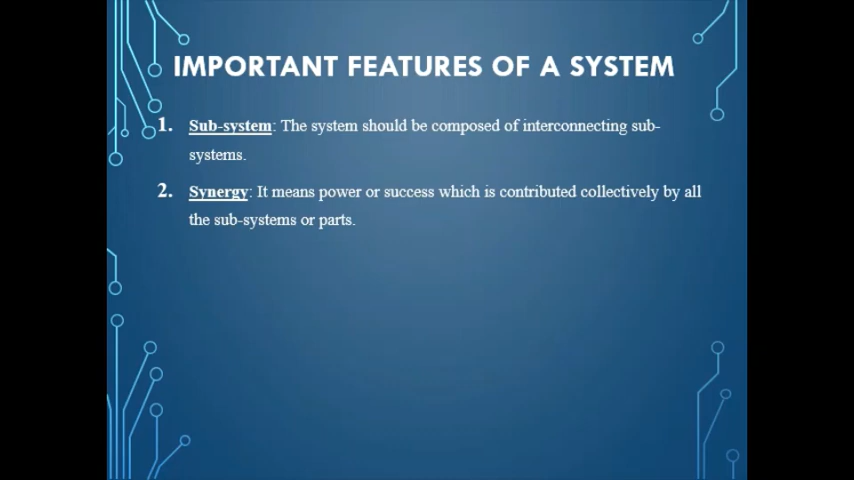 IMPORTANT FEATURES OF A SYSTEM
1. Sub-system: The system should be composed of interconnecting sub-
systems.
2. Synergy: It means power or success which is contributed collectively by all
the sub-systems or parts.